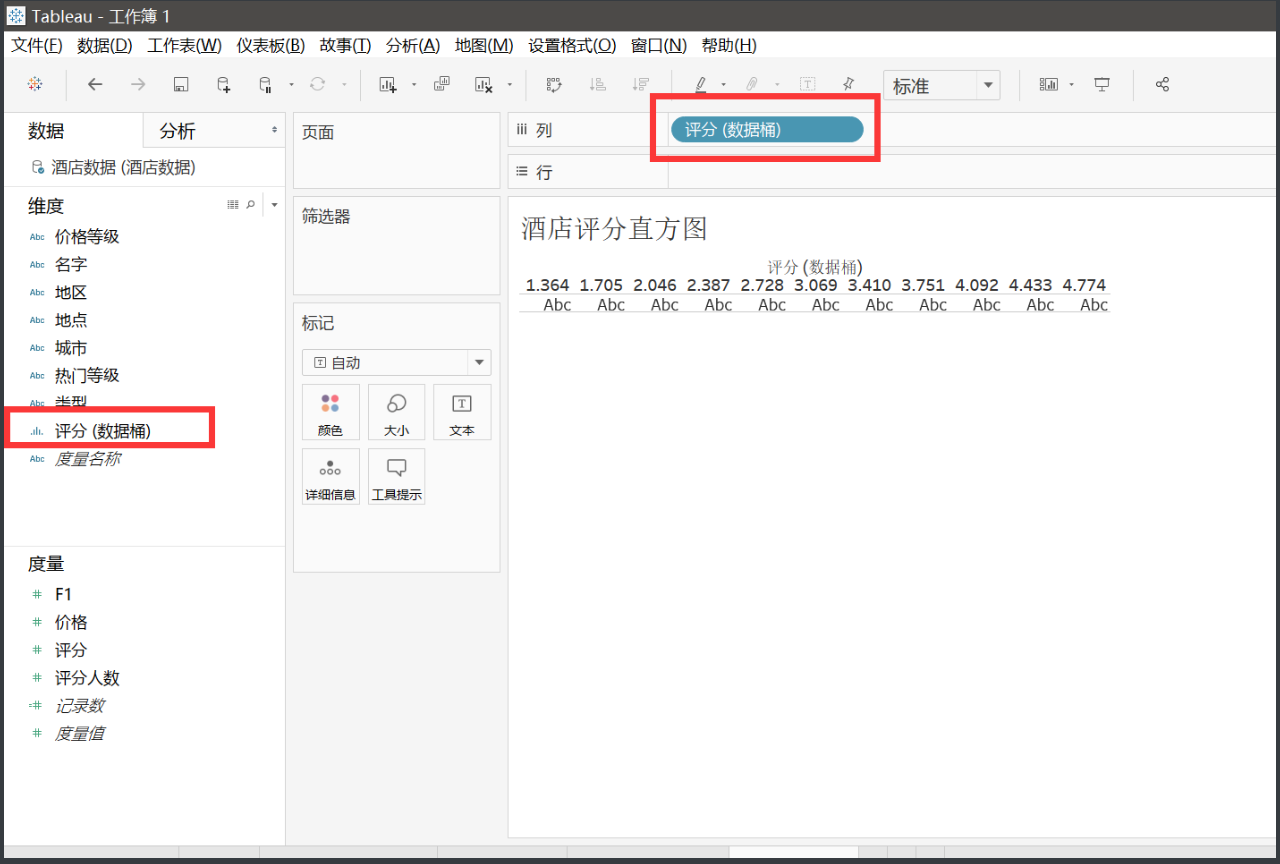 Tableau - 工作簿 1
文件(F) 数据(D) 工作表(W) 仪表板(B) 故事(T) 分析(A) 地图(M) 设置格式(O) 窗口(N) 帮助(H)
标准
数据 分析
酒店数据 (酒店数据)
维度
Abc 价格等级
Abc 名字
Abc 地区
Abc 地点
Abc 城市
Abc 热门等级
Abc 类型
评分 (数据桶)
Abc 度量名称
度量
# F1
# 价格
# 评分
# 评分人数
=# 记录数
# 度量值
页面
筛选器
标记
T 自动
颜色 大小 文本
详细信息 工具提示
iii 列 评分 (数据桶)
行
酒店评分直方图
评分 (数据桶)
1.364 1.705 2.046 2.387 2.728 3.069 3.410 3.751 4.092 4.433 4.774
Abc Abc Abc Abc Abc Abc Abc Abc Abc Abc Abc